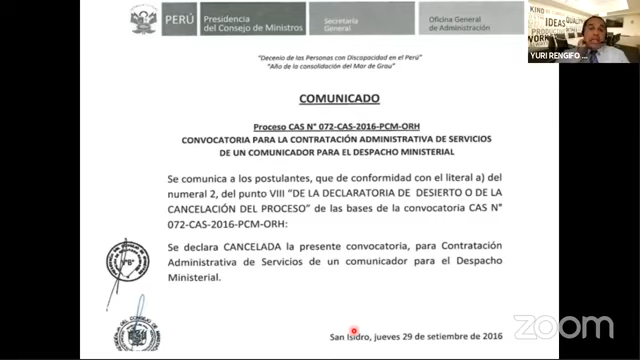 PERÚ
Presidencia
del Consejo de Ministros
Secretaría
General
Oficina General
de Administración
"Decenio de las Personas con Discapacidad en el Perú"
"Año de la consolidación del Mar de Grau"
COMUNICADO
Proceso CAS N° 072-CAS-2016-PCM-ORH
CONVOCATORIA PARA LA CONTRATACIÓN ADMINISTRATIVA DE SERVICIOS
DE UN COMUNICADOR PARA EL DESPACHO MINISTERIAL
Se comunica a los postulantes, que de conformidad con el literal a) del
numeral 2, del punto VIII "DE LA DECLARATORIA DE DESIERTO O DE LA
CANCELACIÓN DEL PROCESO" de las bases de la convocatoria CAS N°
072-CAS-2016-PCM-ORH:
Se declara CANCELADA la presente convocatoria, para Contratación
Administrativa de Servicios de un comunicador para el Despacho
Ministerial.
San Isidro, jueves 29 de setiembre de 2016
IDEAS
YURI RENGIFO ...
zoom